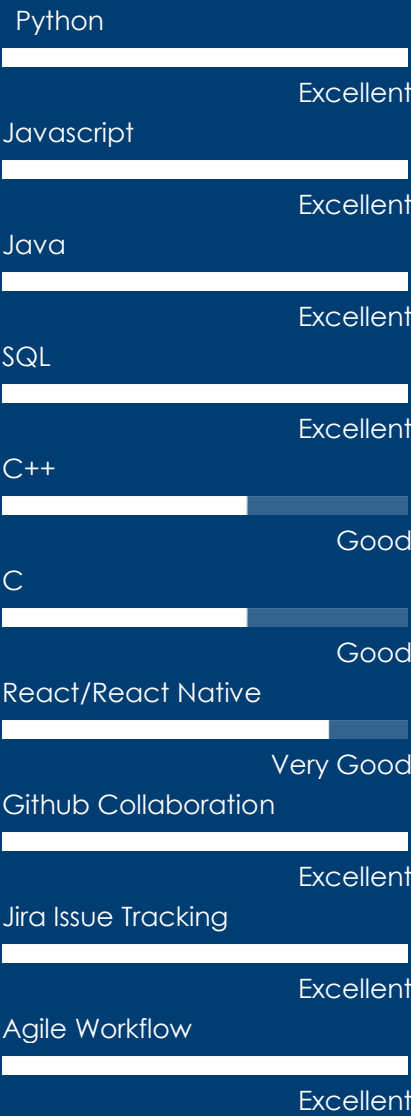 Python
Excellent
Javascript
Excellent
Java
Excellent
SQL
Excellent
C++
Good
C
Good
React/React Native
Very Good
Github Collaboration
Excellent
Jira Issue Tracking
Excellent
Agile Workflow
Excellent